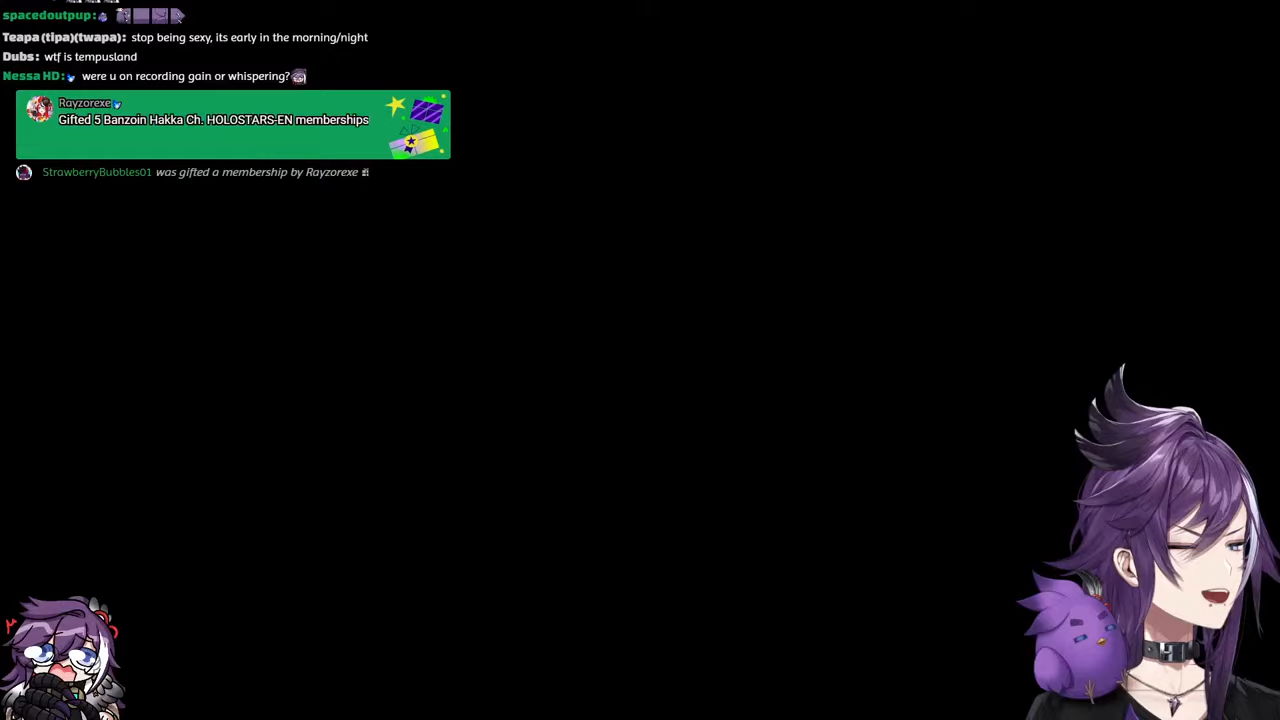 spacedoutpup:
Teapa (tipa)(twapa): stop being sexy, its early in the morning/night
Dubs: wtf is tempusland
Nessa HD: were u on recording gain or whispering?
Rayzorexe
Gifted 5 Banzoin Hakka Ch. HOLOSTARS-EN memberships
StrawberryBubbles01 was gifted a membership by Rayzorexe